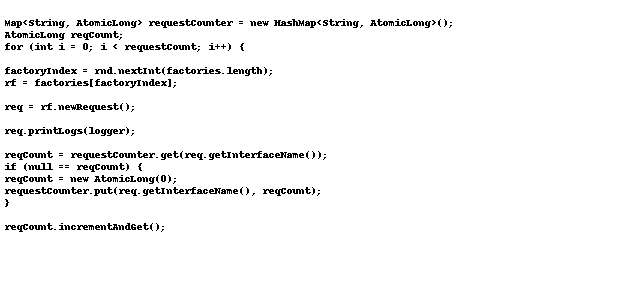 Map<String, AtomicLong> requestCounter = new HashMap<String, AtomicLong>();
AtomicLong reqCount;
for (int i = 0; i < requestCount; i++) {
factoryIndex = rnd.nextInt(factories.length);
rf = factories[factoryIndex];
req = rf.newRequest();
req.printLogs(logger);
reqCount = requestCounter.get(req.getInterfaceName());
if (null == reqCount) {
reqCount = new AtomicLong(0);
requestCounter.put(req.getInterfaceName(), reqCount);
}
reqCount.incrementAndGet();